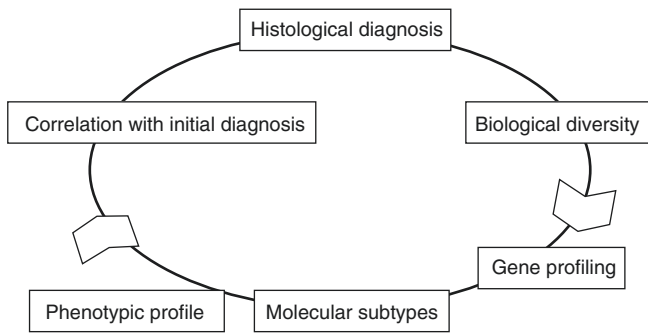 Histological diagnosis
Correlation with initial diagnosis
Biological diversity
Gene profiling
Phenotypic profile
Molecular subtypes